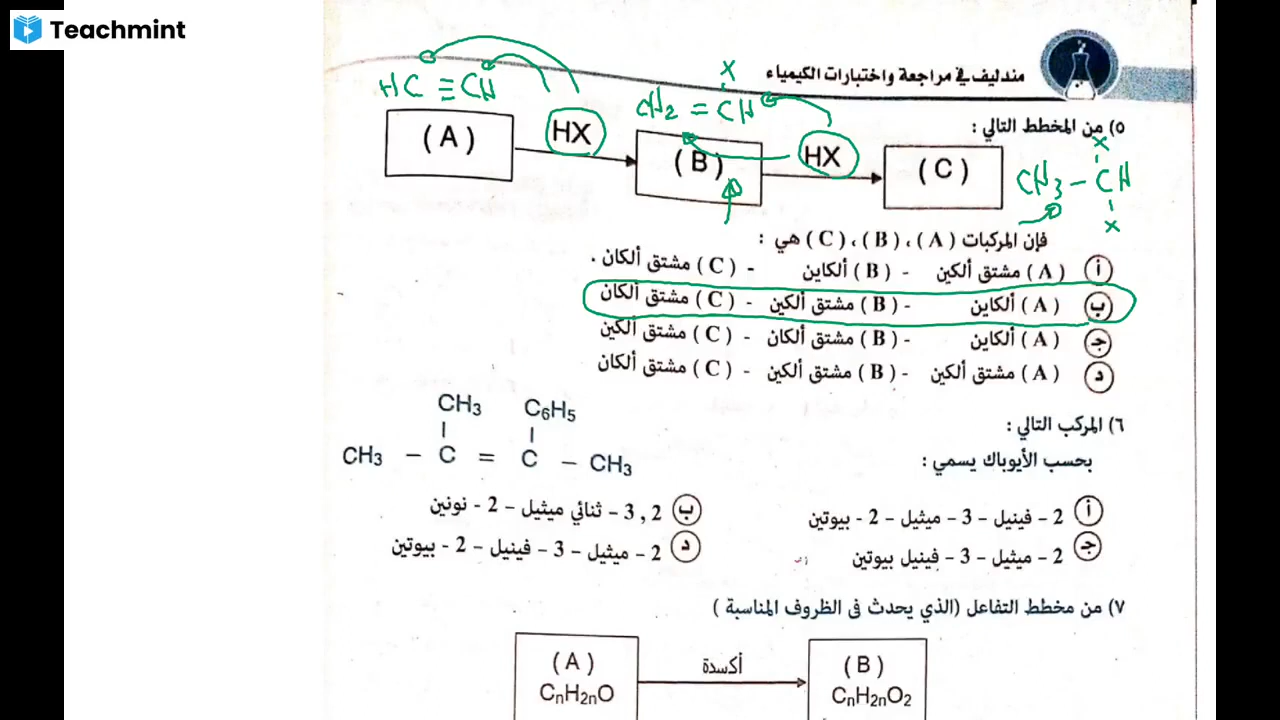 Teachmint
مندليف في مراجعة واختبارات الكيمياء
٥) من المخطط التالي :
HC ≡ CH
CH2 = CH
X
CH3 – CH
X
X
( A )
HX
( B )
HX
( C )
فإن المركبات ( A ) ، ( B ) ، ( C ) هي :
أ ( A ) مشتق ألكين - ( B ) ألكاين - ( C ) مشتق ألكان .
ب ( A ) ألكاين - ( B ) مشتق ألكين - ( C ) مشتق ألكان
جـ ( A ) ألكاين - ( B ) مشتق ألكان - ( C ) مشتق ألكين
د ( A ) مشتق ألكين - ( B ) مشتق ألكين - ( C ) مشتق ألكان
٦) المركب التالي :
CH3 C6H5
CH3 – C = C – CH3
بحسب الأيوباك يسمي :
أ 2 – فينيل – 3 – ميثيل – 2 - بيوتين
ب 2 , 3 – ثنائي ميثيل – 2 - نونين
جـ 2 – ميثيل – 3 – فينيل بيوتين
د 2 – ميثيل – 3 – فينيل – 2 – بيوتين
٧) من مخطط التفاعل (الذي يحدث فى الظروف المناسبة )
( A )
CnH2nO
أكسدة
( B )
CnH2nO2